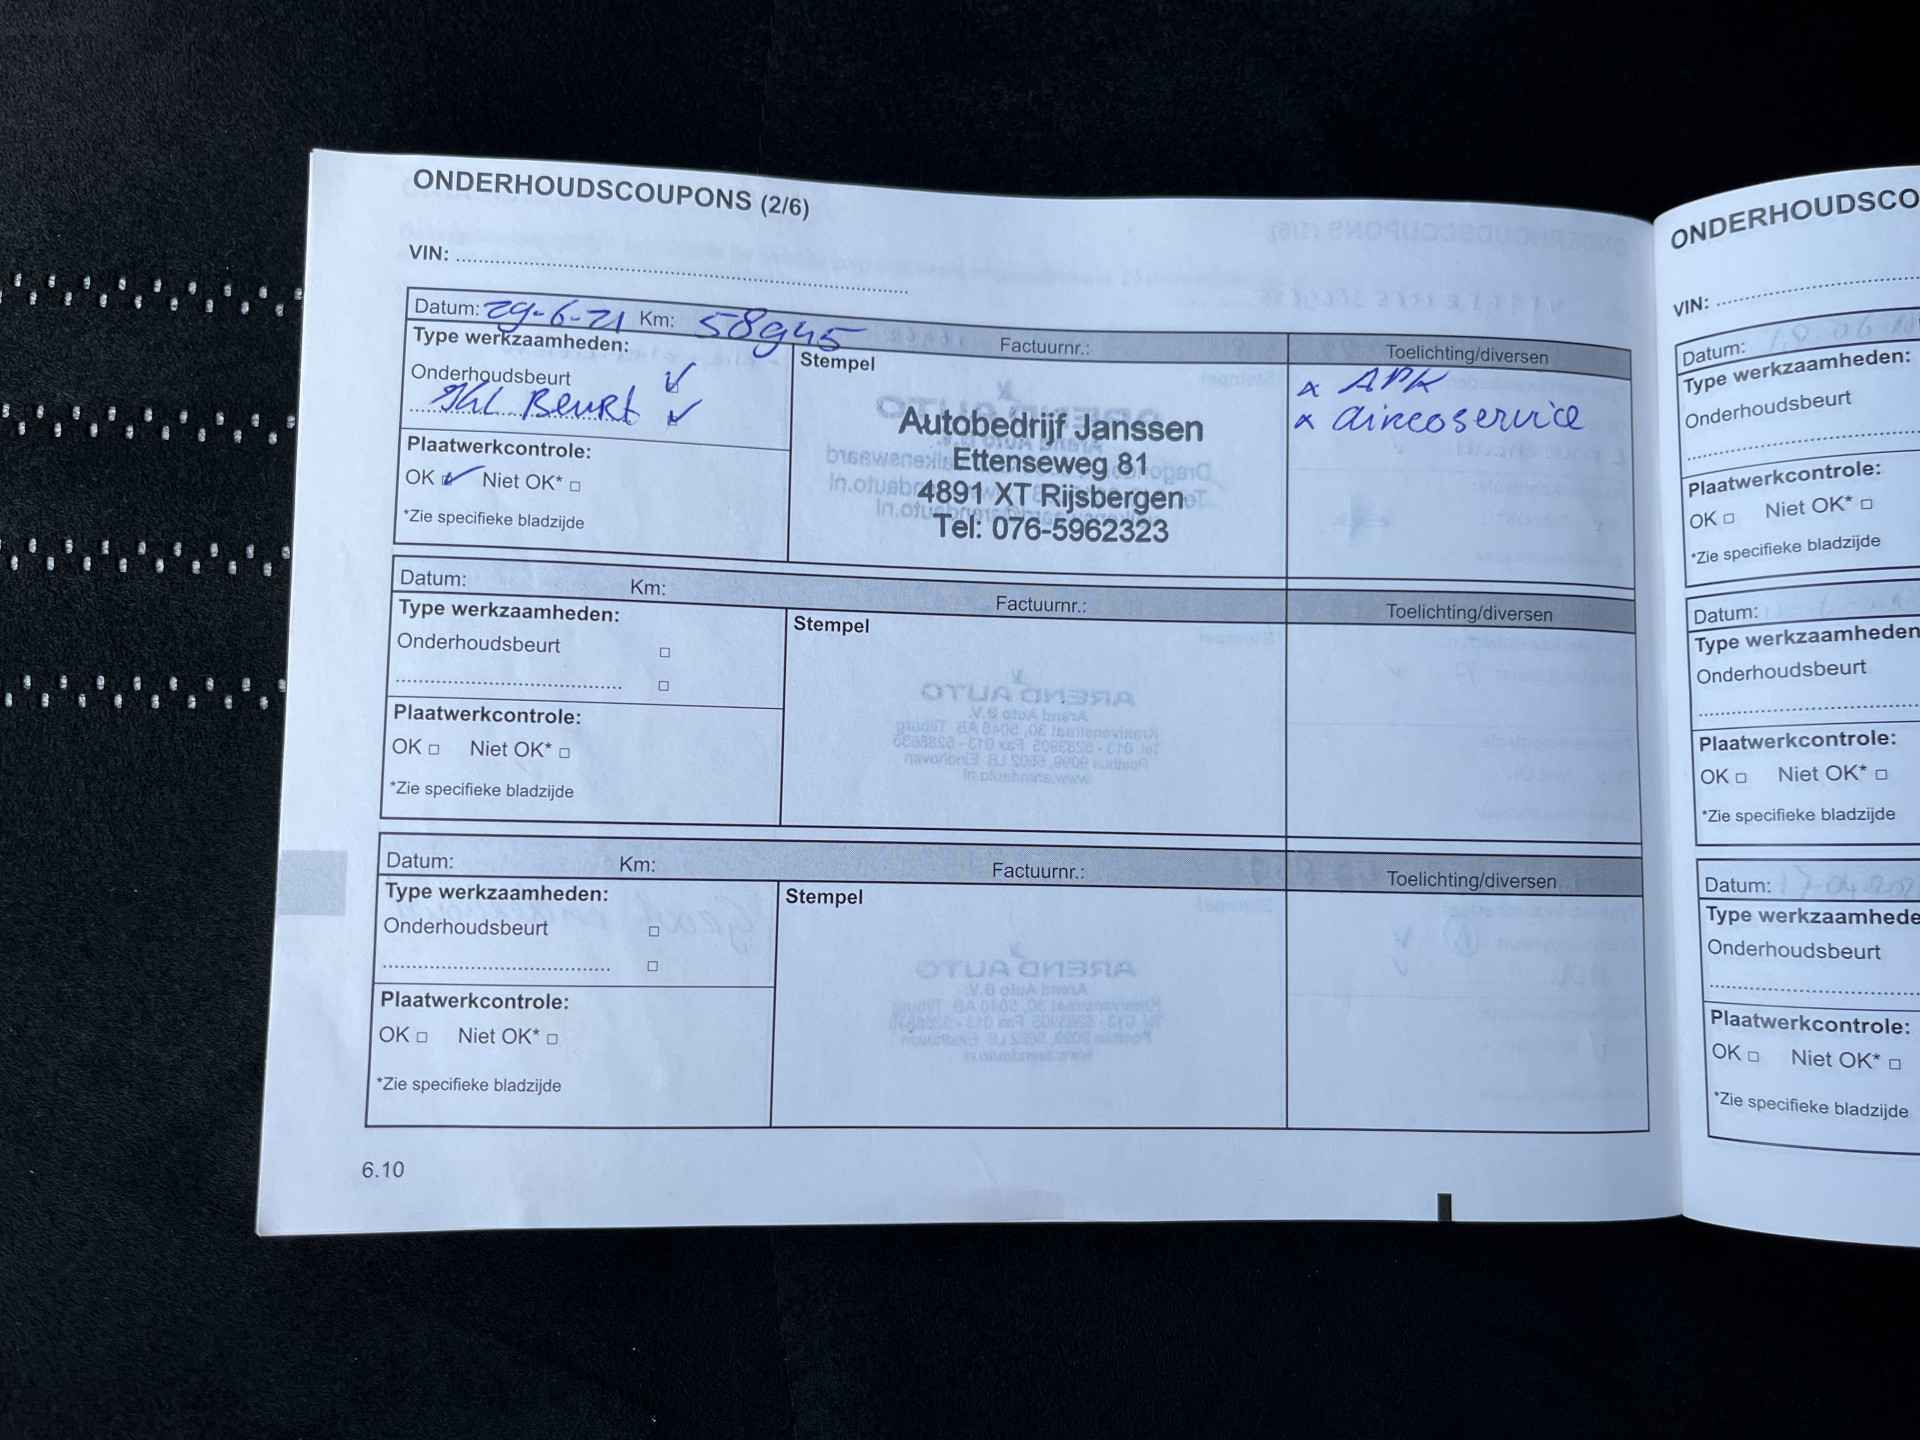 ONDERHOUDSCOUPONS (2/6)
VIN:
Datum: 29-6-21 Km: 58945 Factuurnr.: Toelichting/diversen
Type werkzaamheden:
Onderhoudsbeurt
Beurt
Plaatwerkcontrole:
OK Niet OK*
*Zie specifieke bladzijde
Stempel
Autobedrijf Janssen
Ettenseweg 81
4891 XT Rijsbergen
Tel: 076-5962323
x APK
x aircoservice
Datum: Km: Factuurnr.: Toelichting/diversen
Type werkzaamheden:
Onderhoudsbeurt
Plaatwerkcontrole:
OK Niet OK*
*Zie specifieke bladzijde
Stempel
Datum: Km: Factuurnr.: Toelichting/diversen
Type werkzaamheden:
Onderhoudsbeurt
Plaatwerkcontrole:
OK Niet OK*
*Zie specifieke bladzijde
Stempel
6.10
ONDERHOUDSCO
VIN:
Datum:
Type werkzaamheden:
Onderhoudsbeurt
Plaatwerkcontrole:
OK Niet OK*
*Zie specifieke bladzijde
Datum:
Type werkzaamheden
Onderhoudsbeurt
Plaatwerkcontrole:
OK Niet OK*
*Zie specifieke bladzijde
Datum:
Type werkzaamhede
Onderhoudsbeurt
Plaatwerkcontrole:
OK Niet OK*
*Zie specifieke bladzijde